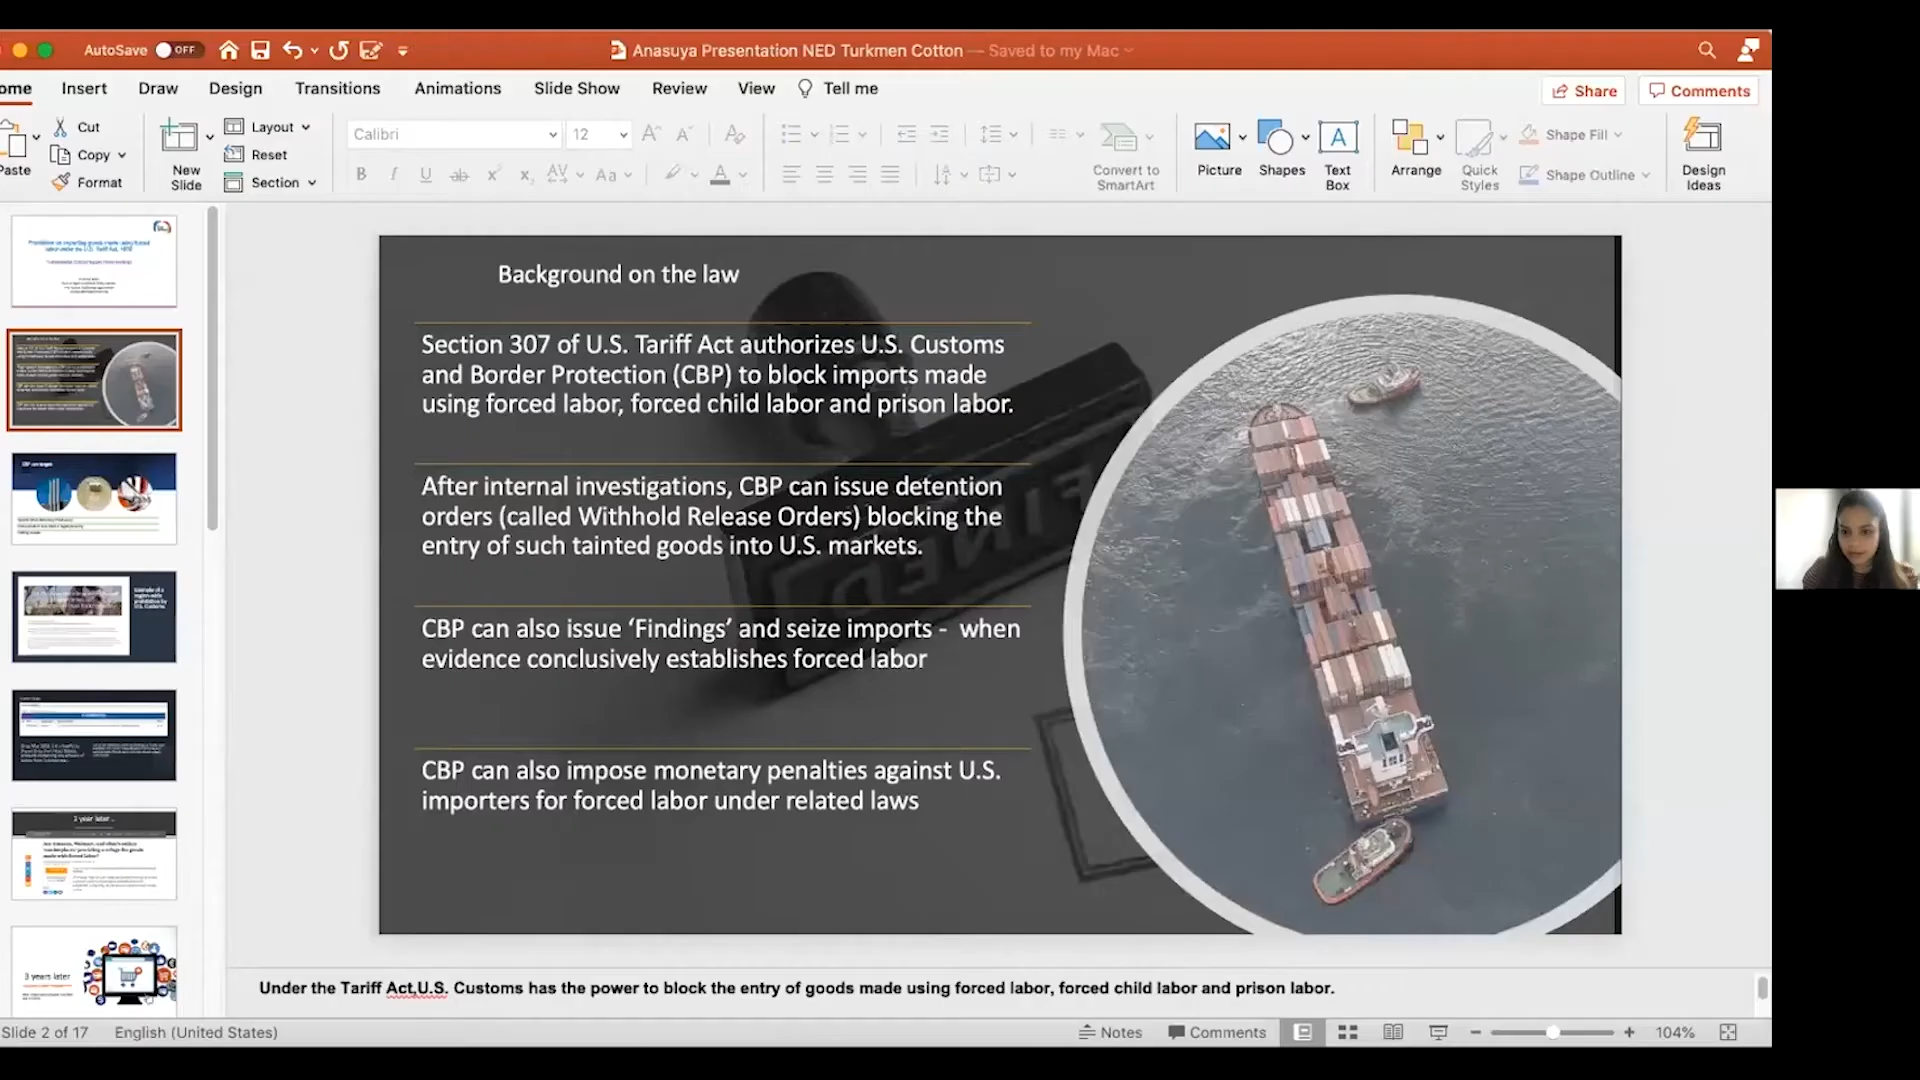 AutoSave OFF
Anasuya Presentation NED Turkmen Cotton — Saved to my Mac
ome Insert Draw Design Transitions Animations Slide Show Review View Tell me
Share Comments
Paste
Cut
Copy
Format
New Slide
Layout
Reset
Section
Calibri 12
Convert to SmartArt
Picture
Shapes
Text Box
Arrange
Quick Styles
Shape Fill
Shape Outline
Design Ideas
Background on the law
Section 307 of U.S. Tariff Act authorizes U.S. Customs
and Border Protection (CBP) to block imports made
using forced labor, forced child labor and prison labor.
After internal investigations, CBP can issue detention
orders (called Withhold Release Orders) blocking the
entry of such tainted goods into U.S. markets.
CBP can also issue ‘Findings’ and seize imports - when
evidence conclusively establishes forced labor
CBP can also impose monetary penalties against U.S.
importers for forced labor under related laws
FINED
3 years later
Under the Tariff Act,U.S. Customs has the power to block the entry of goods made using forced labor, forced child labor and prison labor.
Slide 2 of 17 English (United States)
Notes Comments 104%